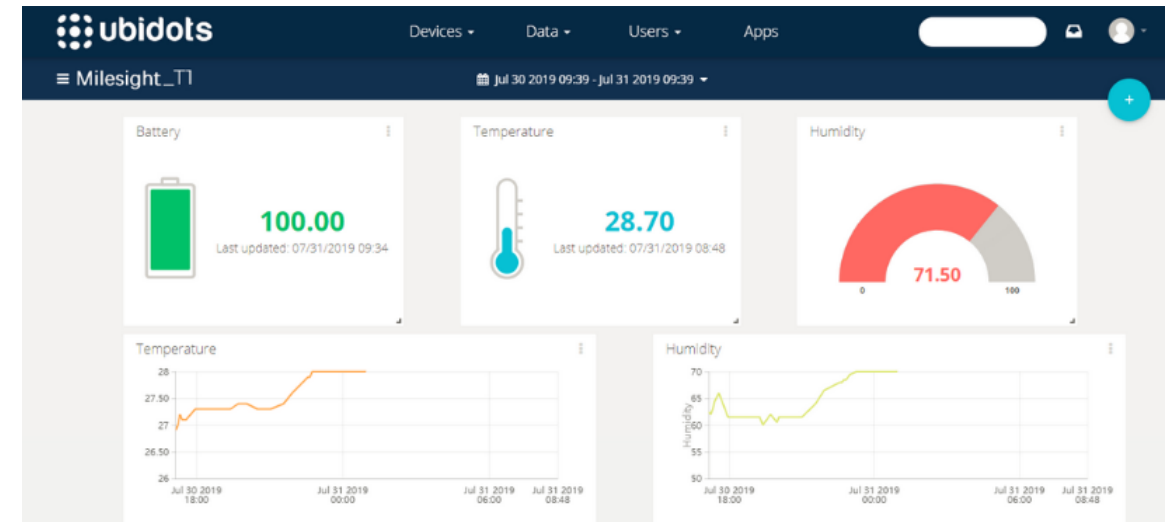 ubidots
Devices
Data
Users
Apps
≡ Milesight_T1
Jul 30 2019 09:39 - Jul 31 2019 09:39
+
Battery
100.00
Last updated: 07/31/2019 09:34
Temperature
28.70
Last updated: 07/31/2019 08:48
Humidity
71.50
0
100
Temperature
28
27.50
27
26.50
26
Jul 30 2019
18:00
Jul 31 2019
00:00
Jul 31 2019
06:00
Jul 31 2019
08:48
Humidity
Humidity
70
65
60
55
50
Jul 30 2019
18:00
Jul 31 2019
00:00
Jul 31 2019
06:00
Jul 31 2019
08:48